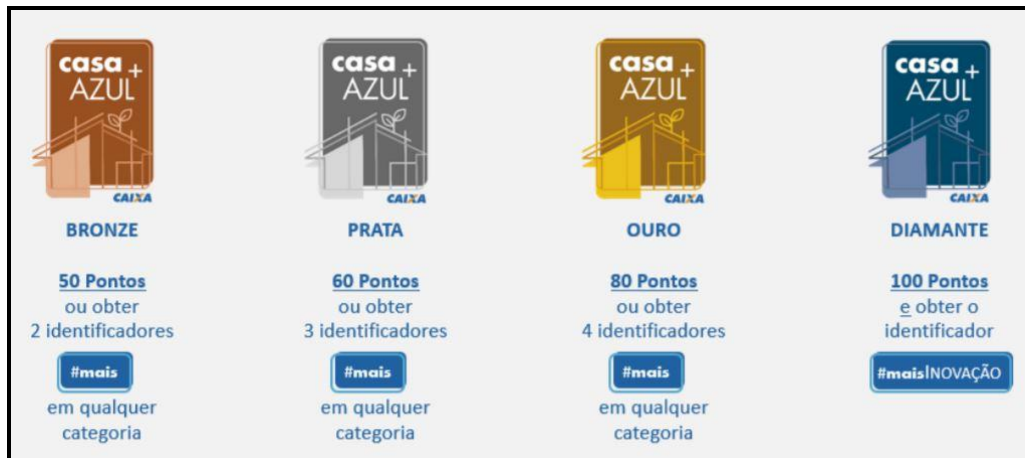 casa +
AZUL
CAIXA
BRONZE
50 Pontos
ou obter
2 identificadores
#mais
em qualquer
categoria
casa +
AZUL
CAIXA
PRATA
60 Pontos
ou obter
3 identificadores
#mais
em qualquer
categoria
casa +
AZUL
CAIXA
OURO
80 Pontos
ou obter
4 identificadores
#mais
em qualquer
categoria
casa +
AZUL
CAIXA
DIAMANTE
100 Pontos
e obter o
identificador
#maisINOVAÇÃO